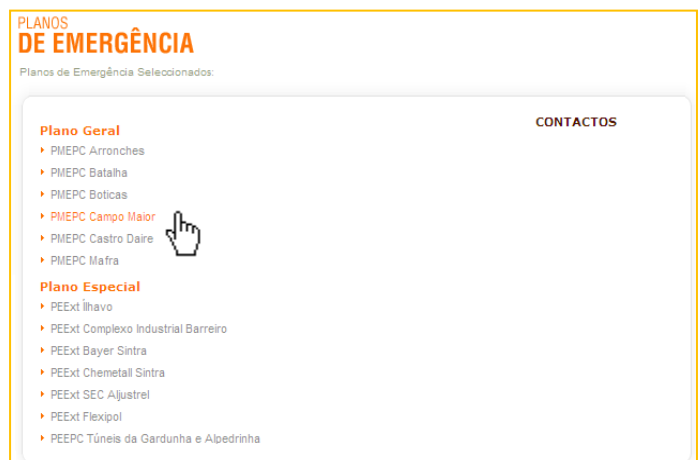 PLANOS
DE EMERGÊNCIA
Planos de Emergência Seleccionados:
CONTACTOS
Plano Geral
PMEPC Arronches
PMEPC Batalha
PMEPC Boticas
PMEPC Campo Maior
PMEPC Castro Daire
PMEPC Mafra
Plano Especial
PEExt Ílhavo
PEExt Complexo Industrial Barreiro
PEExt Bayer Sintra
PEExt Chemetall Sintra
PEExt SEC Aljustrel
PEExt Flexipol
PEEPC Túneis da Gardunha e Alpedrinha